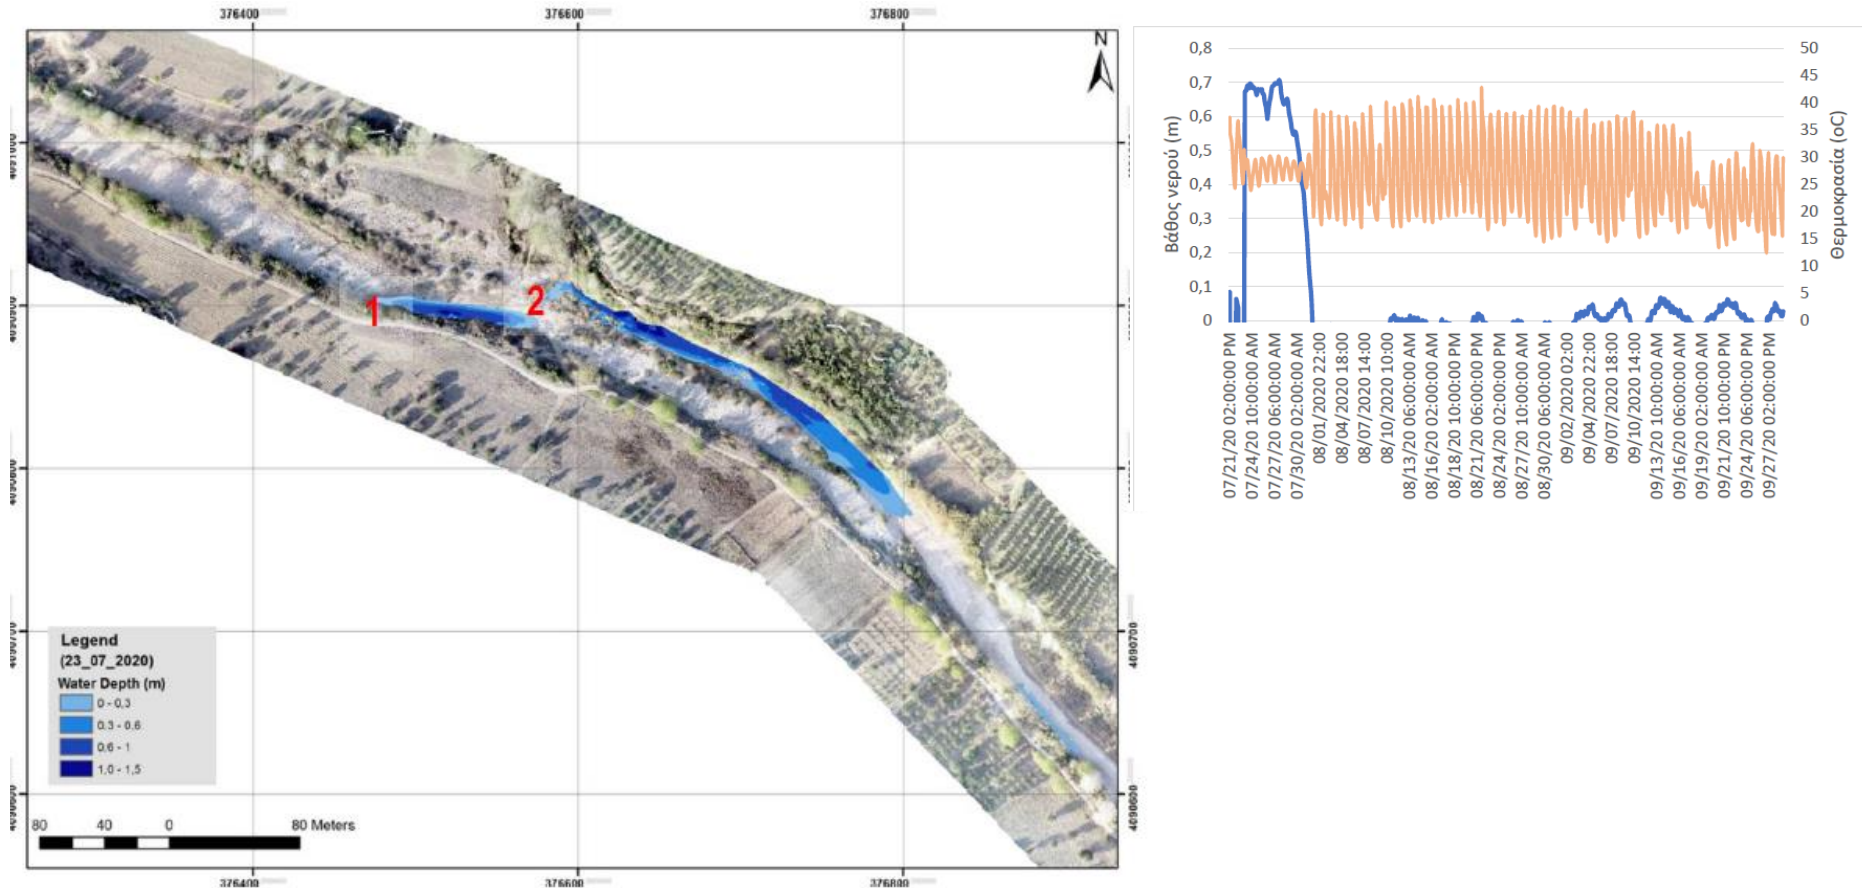 376400
376600
376800
N
1
2
Legend
(23_07_2020)
Water Depth (m)
0 - 0,3
0,3 - 0,6
0,6 - 1
1,0 - 1,5
80 40 0 80 Meters
4090700
4090600
376400
376600
376800
Βάθος νερού (m)
0,8
0,7
0,6
0,5
0,4
0,3
0,2
0,1
0
50
45
40
35
30
25
20
15
10
5
0
Θερμοκρασία (oC)
07/21/20 02:00:00 PM
07/24/20 10:00:00 AM
07/27/20 06:00:00 AM
07/30/20 02:00:00 AM
08/01/2020 22:00
08/04/2020 18:00
08/07/2020 14:00
08/10/2020 10:00
08/13/20 06:00:00 AM
08/16/20 02:00:00 AM
08/18/20 10:00:00 PM
08/21/20 06:00:00 PM
08/24/20 02:00:00 PM
08/27/20 10:00:00 AM
08/30/20 06:00:00 AM
09/02/2020 02:00
09/04/2020 22:00
09/07/2020 18:00
09/10/2020 14:00
09/13/20 10:00:00 AM
09/16/20 06:00:00 AM
09/19/20 02:00:00 AM
09/21/20 10:00:00 PM
09/24/20 06:00:00 PM
09/27/20 02:00:00 PM